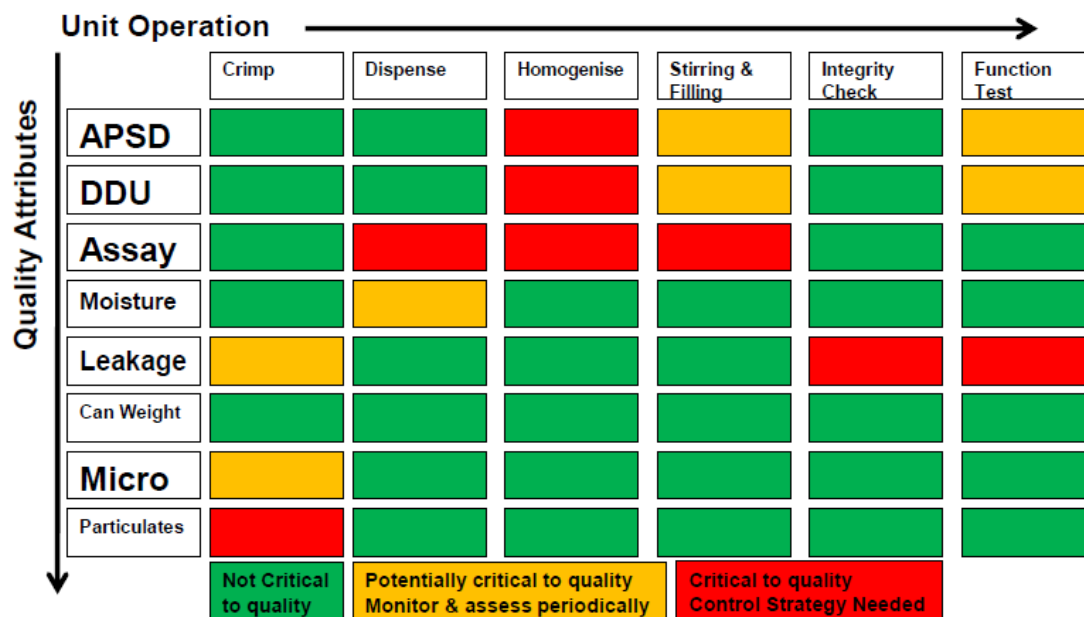 Unit Operation
Quality Attributes
Crimp
Dispense
Homogenise
Stirring &
Filling
Integrity
Check
Function
Test
APSD
DDU
Assay
Moisture
Leakage
Can Weight
Micro
Particulates
Not Critical
to quality
Potentially critical to quality
Monitor & assess periodically
Critical to quality
Control Strategy Needed